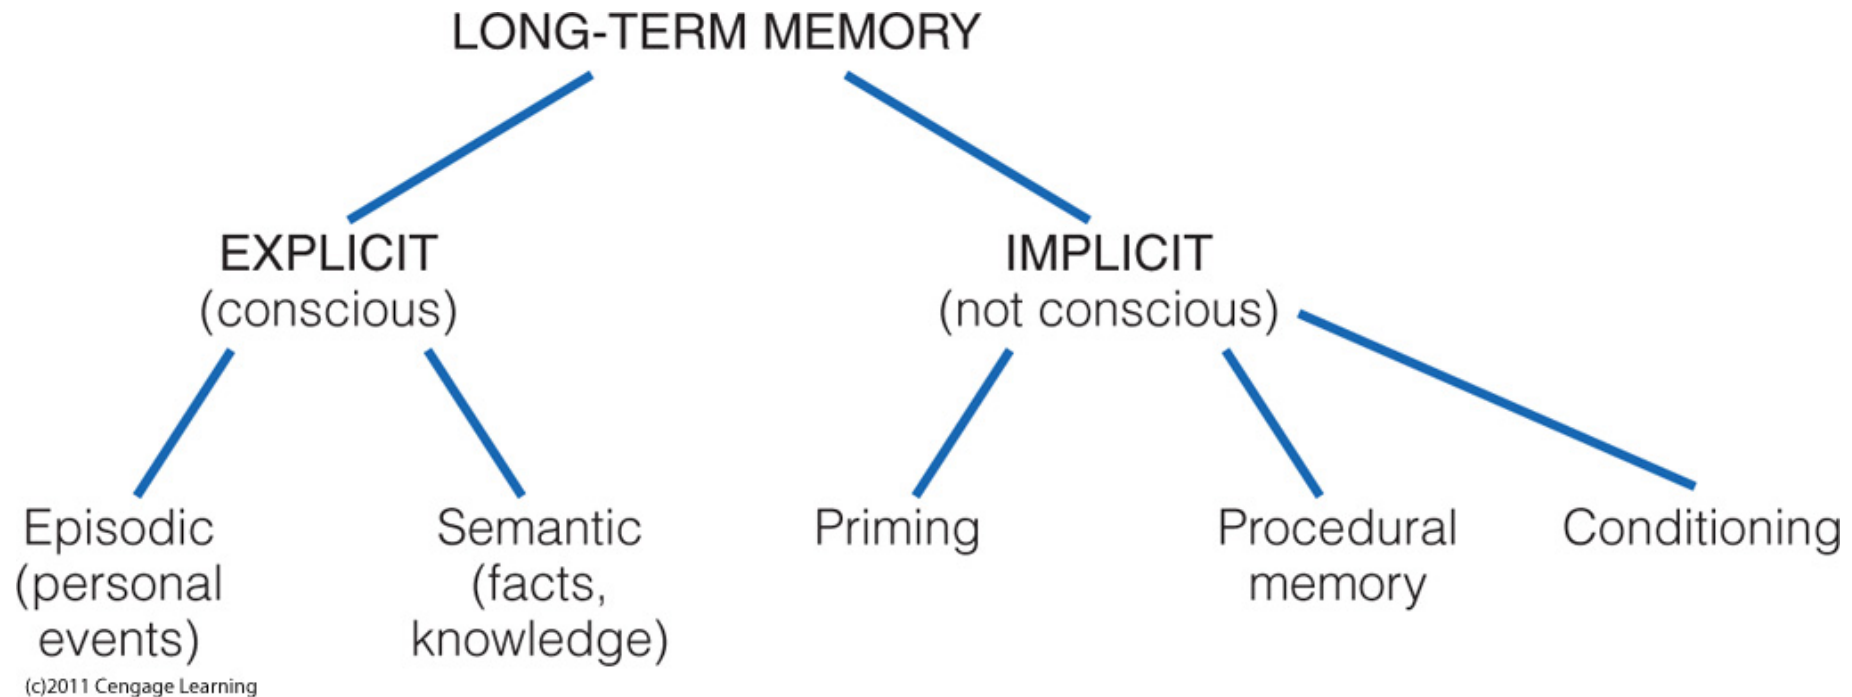 LONG-TERM MEMORY
EXPLICIT
(conscious)
IMPLICIT
(not conscious)
Episodic
(personal
events)
Semantic
(facts,
knowledge)
Priming
Procedural
memory
Conditioning
(c)2011 Cengage Learning